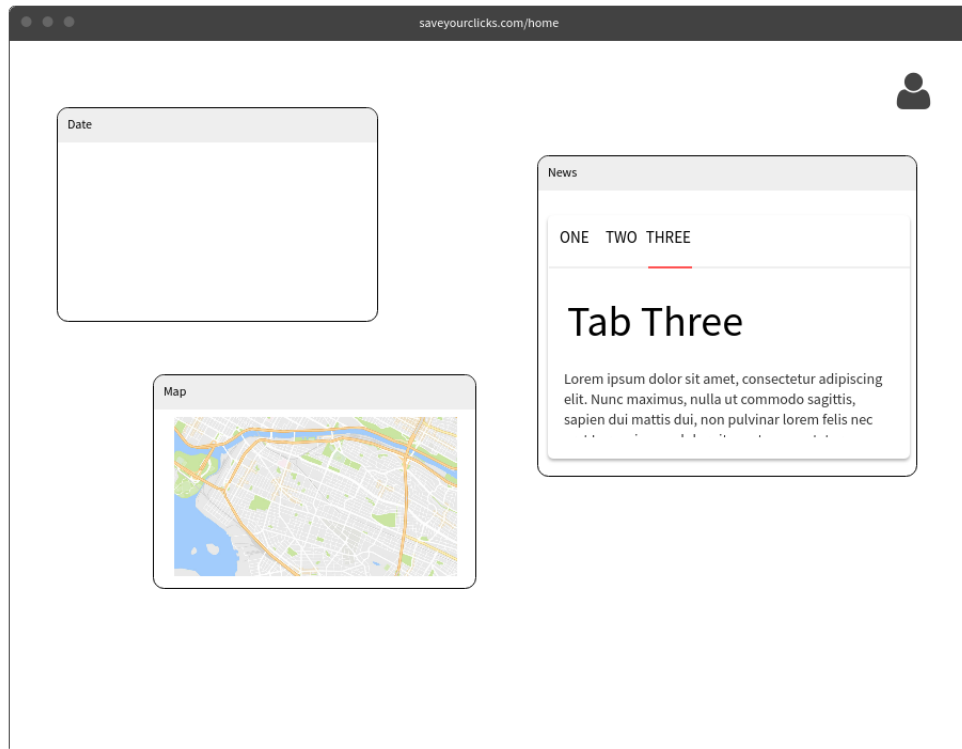 saveyourclicks.com/home
Date
News
ONE TWO THREE
Tab Three
Lorem ipsum dolor sit amet, consectetur adipiscing
elit. Nunc maximus, nulla ut commodo sagittis,
sapien dui mattis dui, non pulvinar lorem felis nec
Map